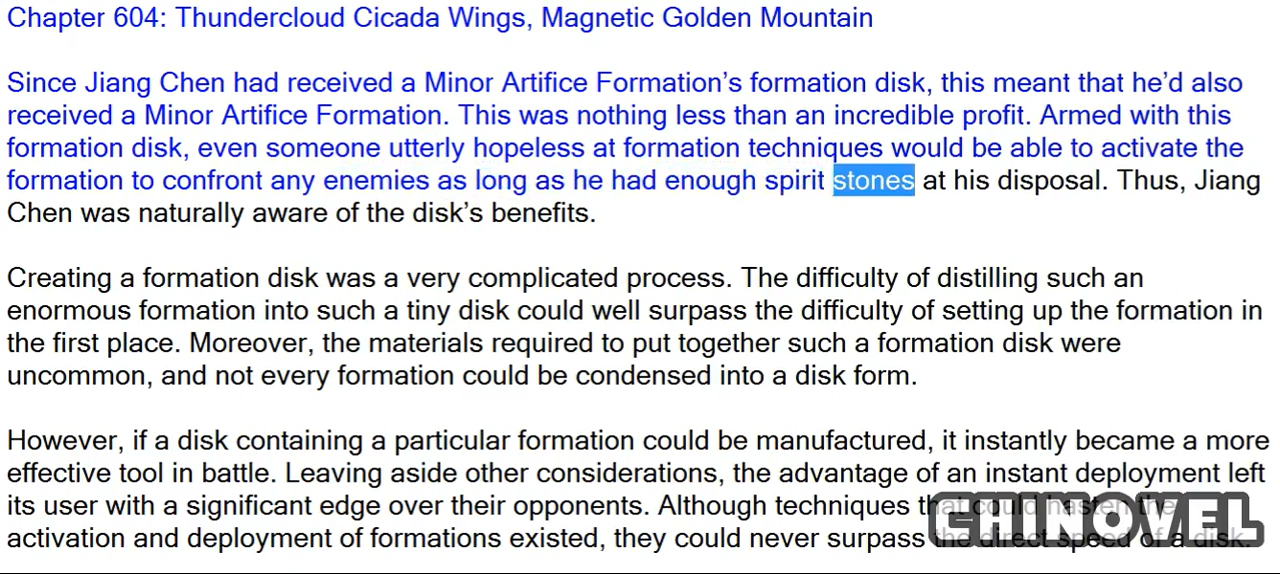 Chapter 604: Thundercloud Cicada Wings, Magnetic Golden Mountain
Since Jiang Chen had received a Minor Artifice Formation’s formation disk, this meant that he’d also
received a Minor Artifice Formation. This was nothing less than an incredible profit. Armed with this
formation disk, even someone utterly hopeless at formation techniques would be able to activate the
formation to confront any enemies as long as he had enough spirit stones at his disposal. Thus, Jiang
Chen was naturally aware of the disk’s benefits.
Creating a formation disk was a very complicated process. The difficulty of distilling such an
enormous formation into such a tiny disk could well surpass the difficulty of setting up the formation in
the first place. Moreover, the materials required to put together such a formation disk were
uncommon, and not every formation could be condensed into a disk form.
However, if a disk containing a particular formation could be manufactured, it instantly became a more
effective tool in battle. Leaving aside other considerations, the advantage of an instant deployment left
its user with a significant edge over their opponents. Although techniques that could hasten the
activation and deployment of formations existed, they could never surpass the direct speed of a disk.
CHINOVEL